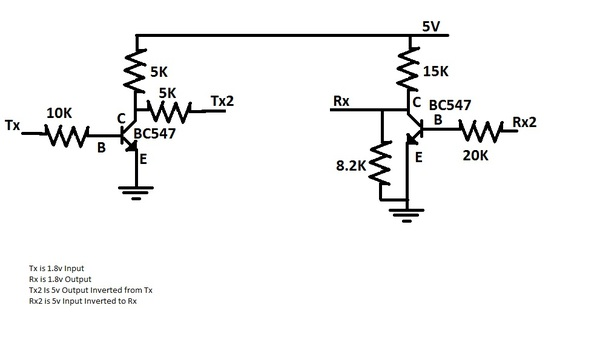 5V
5K
15K
5K
Tx2
Rx
C
BC547
10K
C
B
Rx2
Tx
BC547
B
E
E
20K
8.2K
Tx is 1.8v Input
Rx is 1.8v Output
Tx2 Is 5v Output Inverted from Tx
Rx2 is 5v Input Inverted to Rx